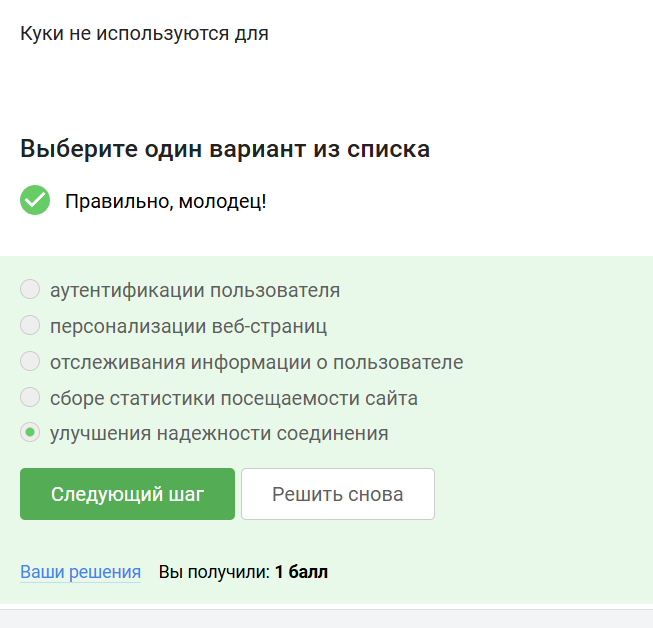 Куки не используются для
Выберите один вариант из списка
Правильно, молодец!
аутентификации пользователя
персонализации веб-страниц
отслеживания информации о пользователе
сборе статистики посещаемости сайта
улучшения надежности соединения
Следующий шаг Решить снова
Ваши решения Вы получили: 1 балл